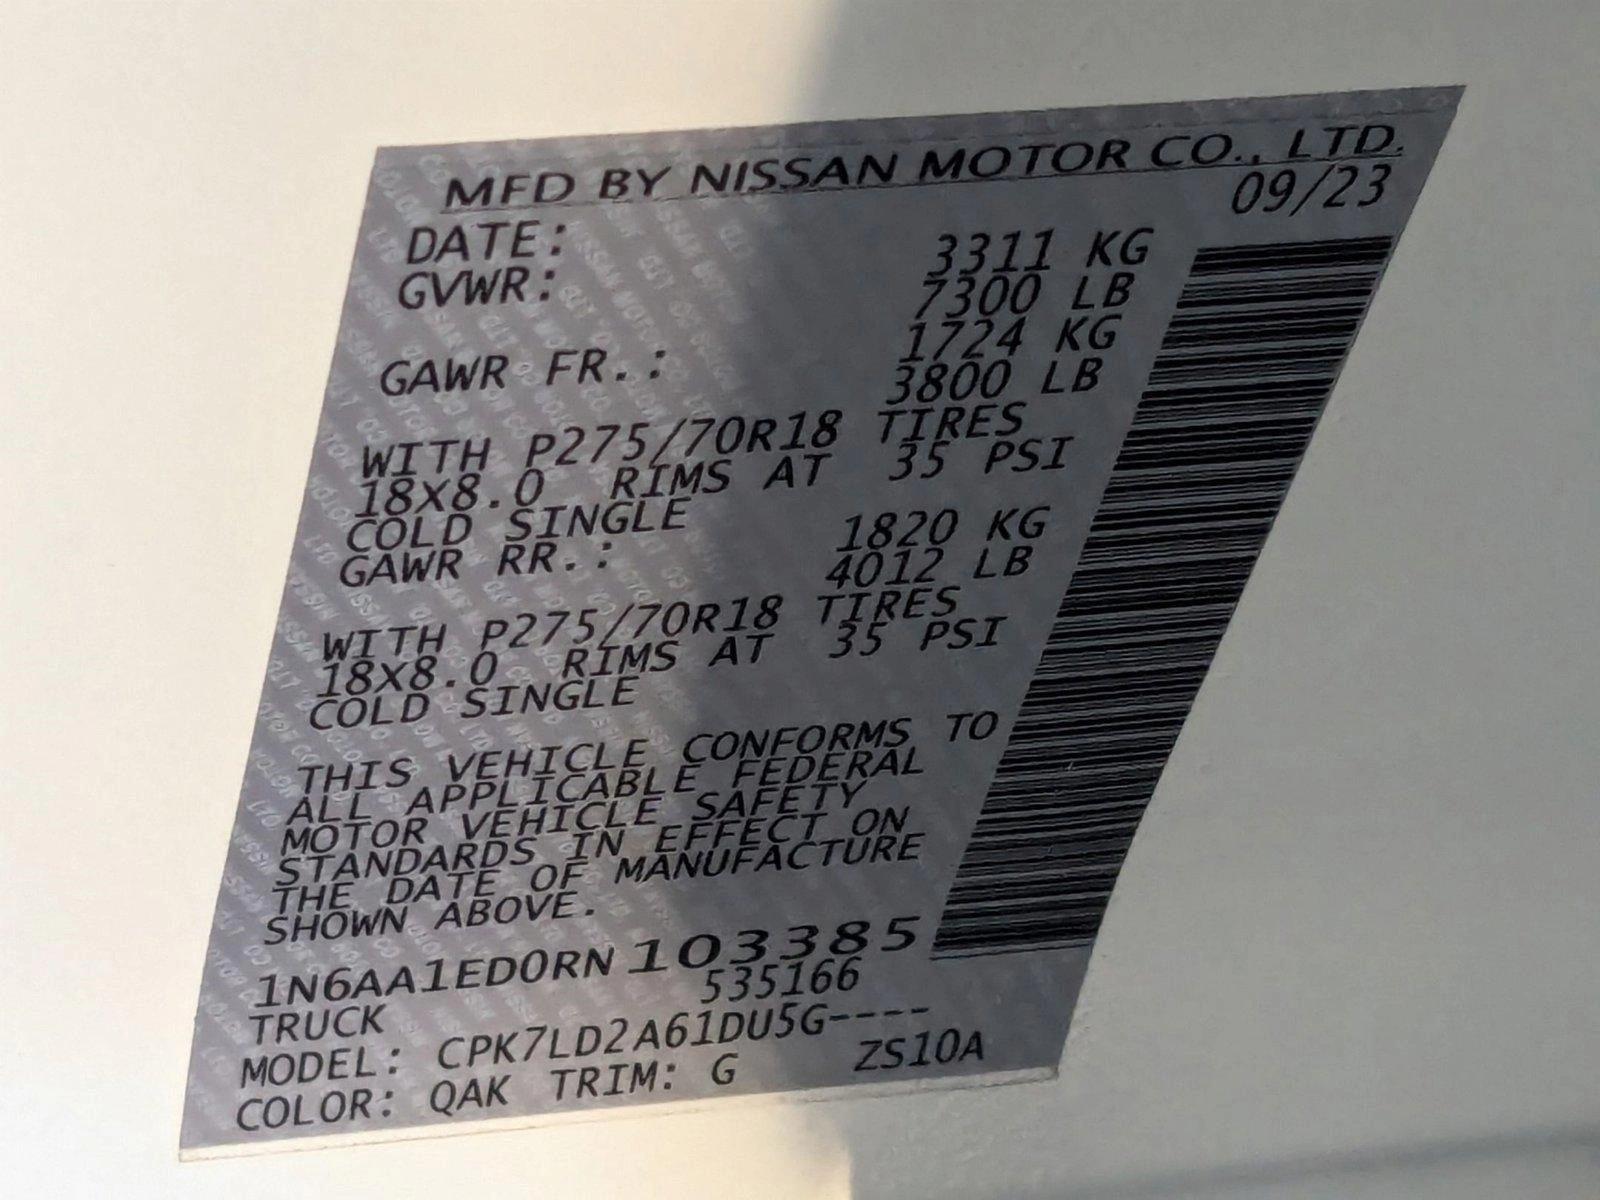 MFD BY NISSAN MOTOR CO., LTD.
DATE: 09/23
GVWR: 3311 KG
7300 LB
GAWR FR.: 1724 KG
3800 LB
WITH P275/70R18 TIRES
18X8.0 RIMS AT 35 PSI
COLD SINGLE
GAWR RR.: 1820 KG
4012 LB
WITH P275/70R18 TIRES
18X8.0 RIMS AT 35 PSI
COLD SINGLE
THIS VEHICLE CONFORMS TO
ALL APPLICABLE FEDERAL
MOTOR VEHICLE SAFETY
STANDARDS IN EFFECT ON
THE DATE OF MANUFACTURE
SHOWN ABOVE.
1N6AA1ED0RN103385
TRUCK 535166
MODEL: CPK7LD2A61DU5G----
COLOR: QAK TRIM: G ZS10A